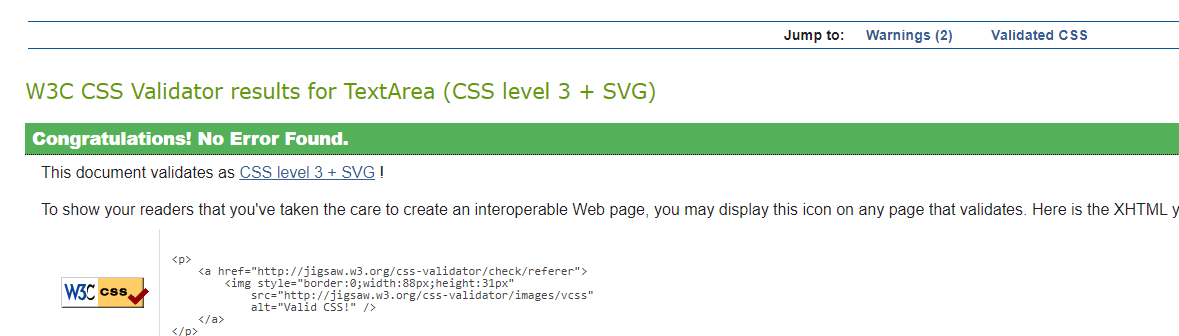 Jump to: Warnings (2) Validated CSS
W3C CSS Validator results for TextArea (CSS level 3 + SVG)
Congratulations! No Error Found.
This document validates as CSS level 3 + SVG !
To show your readers that you've taken the care to create an interoperable Web page, you may display this icon on any page that validates. Here is the XHTML y
<p>
<a href="http://jigsaw.w3.org/css-validator/check/referer">
<img style="border:0;width:88px;height:31px"
src="http://jigsaw.w3.org/css-validator/images/vcss"
alt="Valid CSS!" />
W3C css
</a>
</p>